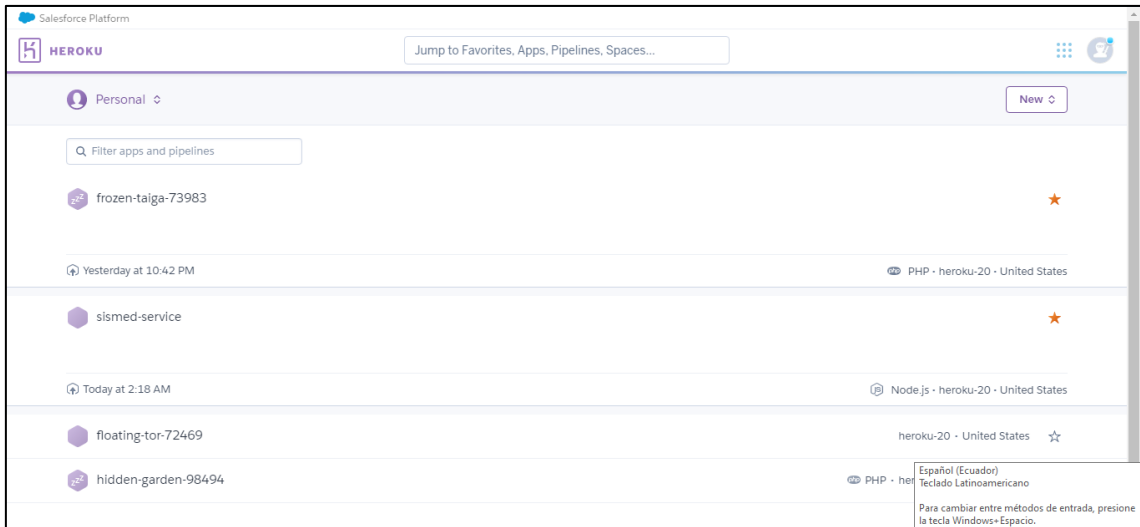 Salesforce Platform
HEROKU
Jump to Favorites, Apps, Pipelines, Spaces...
Personal
New
Filter apps and pipelines
frozen-taiga-73983
Yesterday at 10:42 PM
PHP • heroku-20 • United States
sismed-service
Today at 2:18 AM
Node.js • heroku-20 • United States
floating-tor-72469
heroku-20 • United States
hidden-garden-98494
PHP • her
Español (Ecuador)
Teclado Latinoamericano
Para cambiar entre métodos de entrada, presione
la tecla Windows+Espacio.